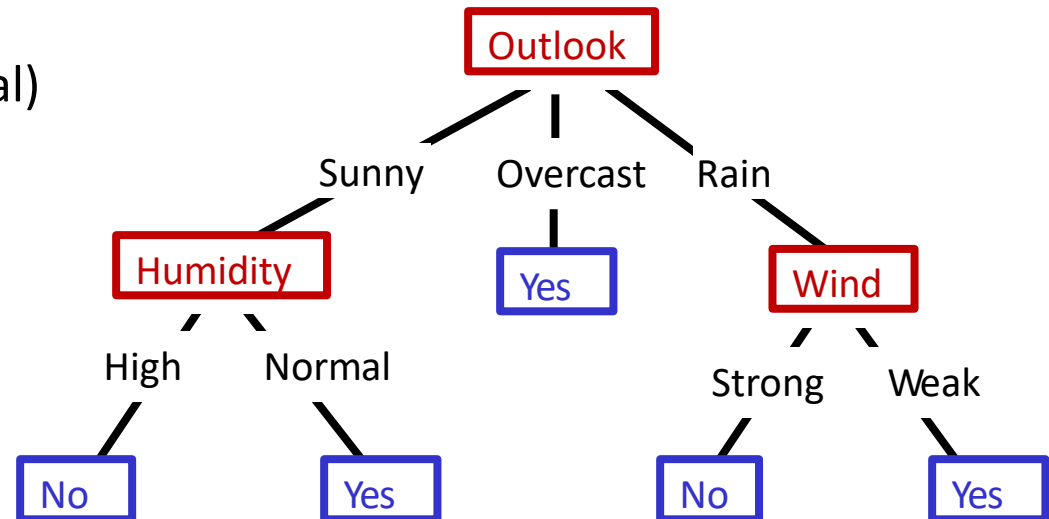 Outlook
al)
Sunny Overcast Rain
Humidity Yes Wind
High Normal Strong Weak
No Yes No Yes